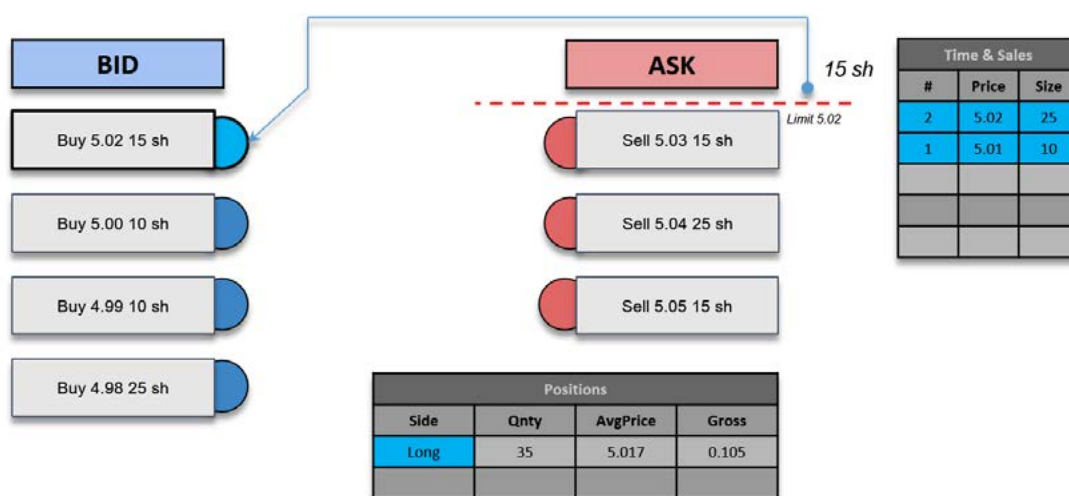 BID
ASK
15 sh
Limit 5.02
Buy 5.02 15 sh
Buy 5.00 10 sh
Buy 4.99 10 sh
Buy 4.98 25 sh
Sell 5.03 15 sh
Sell 5.04 25 sh
Sell 5.05 15 sh
Time & Sales
# Price Size
2 5.02 25
1 5.01 10
Positions
Side Qnty AvgPrice Gross
Long 35 5.017 0.105